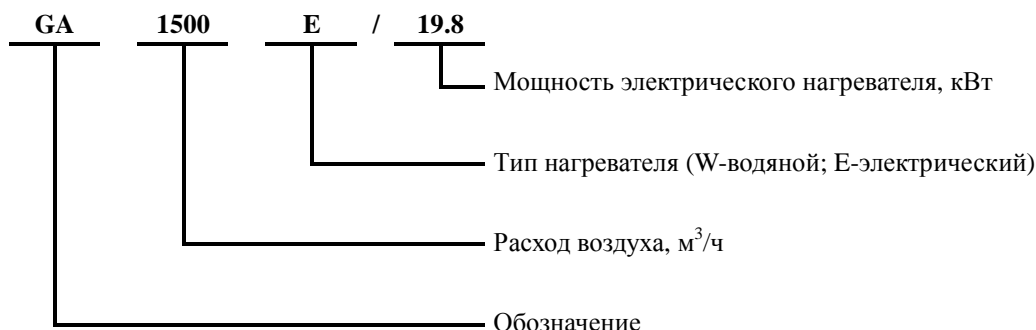 GA 1500 E / 19.8
Мощность электрического нагревателя, кВт
Тип нагревателя (W-водяной; E-электрический)
Расход воздуха, м³/ч
Обозначение